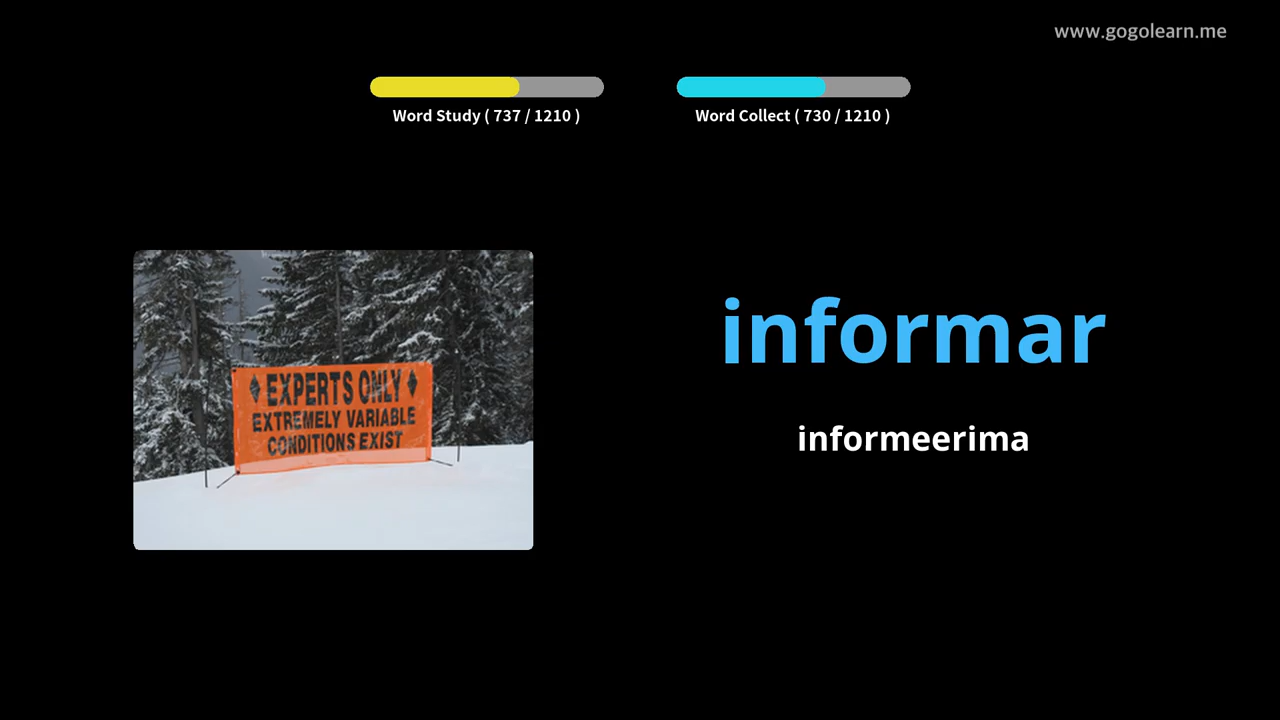 www.gogolearn.me
Word Study ( 737 / 1210 )
Word Collect ( 730 / 1210 )
EXPERTS ONLY
EXTREMELY VARIABLE
CONDITIONS EXIST
informar
informeerima